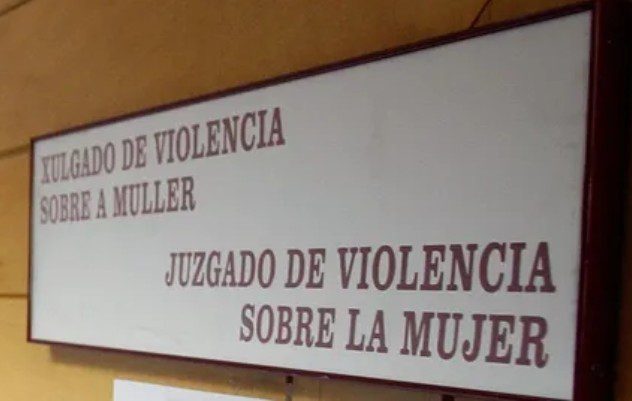 XULGADO DE VIOLENCIA
SOBRE A MULLER
JUZGADO DE VIOLENCIA
SOBRE LA MUJER